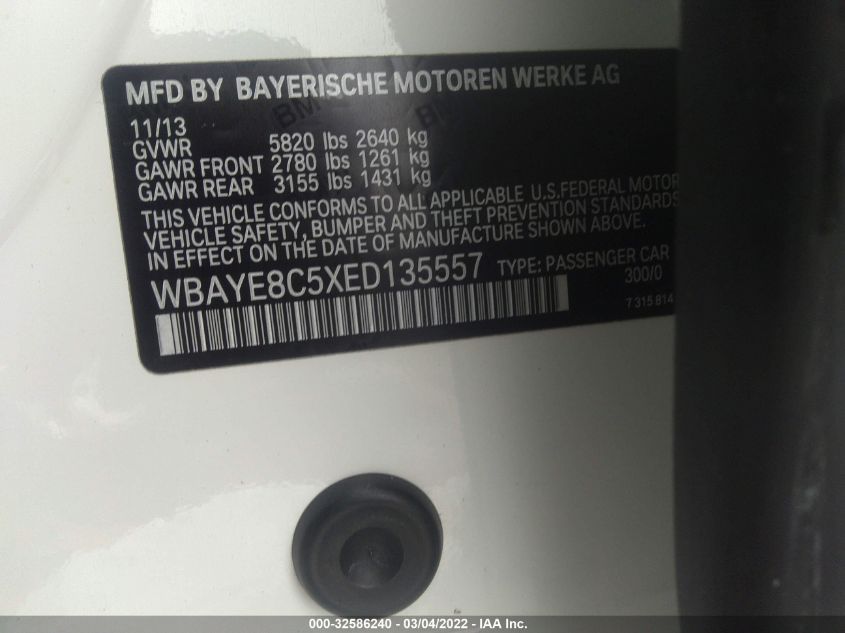 MFD BY BAYERISCHE MOTOREN WERKE AG
11/13
GVWR 5820 lbs 2640 kg
GAWR FRONT 2780 lbs 1261 kg
GAWR REAR 3155 lbs 1431 kg
THIS VEHICLE CONFORMS TO ALL APPLICABLE U.S.FEDERAL MOTOR
VEHICLE SAFETY, BUMPER AND THEFT PREVENTION STANDARDS
IN EFFECT ON THE DATE OF MANUFACTURE SHOWN ABOVE.
WBAYE8C5XED135557 TYPE: PASSENGER CAR
300/0
7 315 814
000-32586240 - 03/04/2022 - IAA Inc.